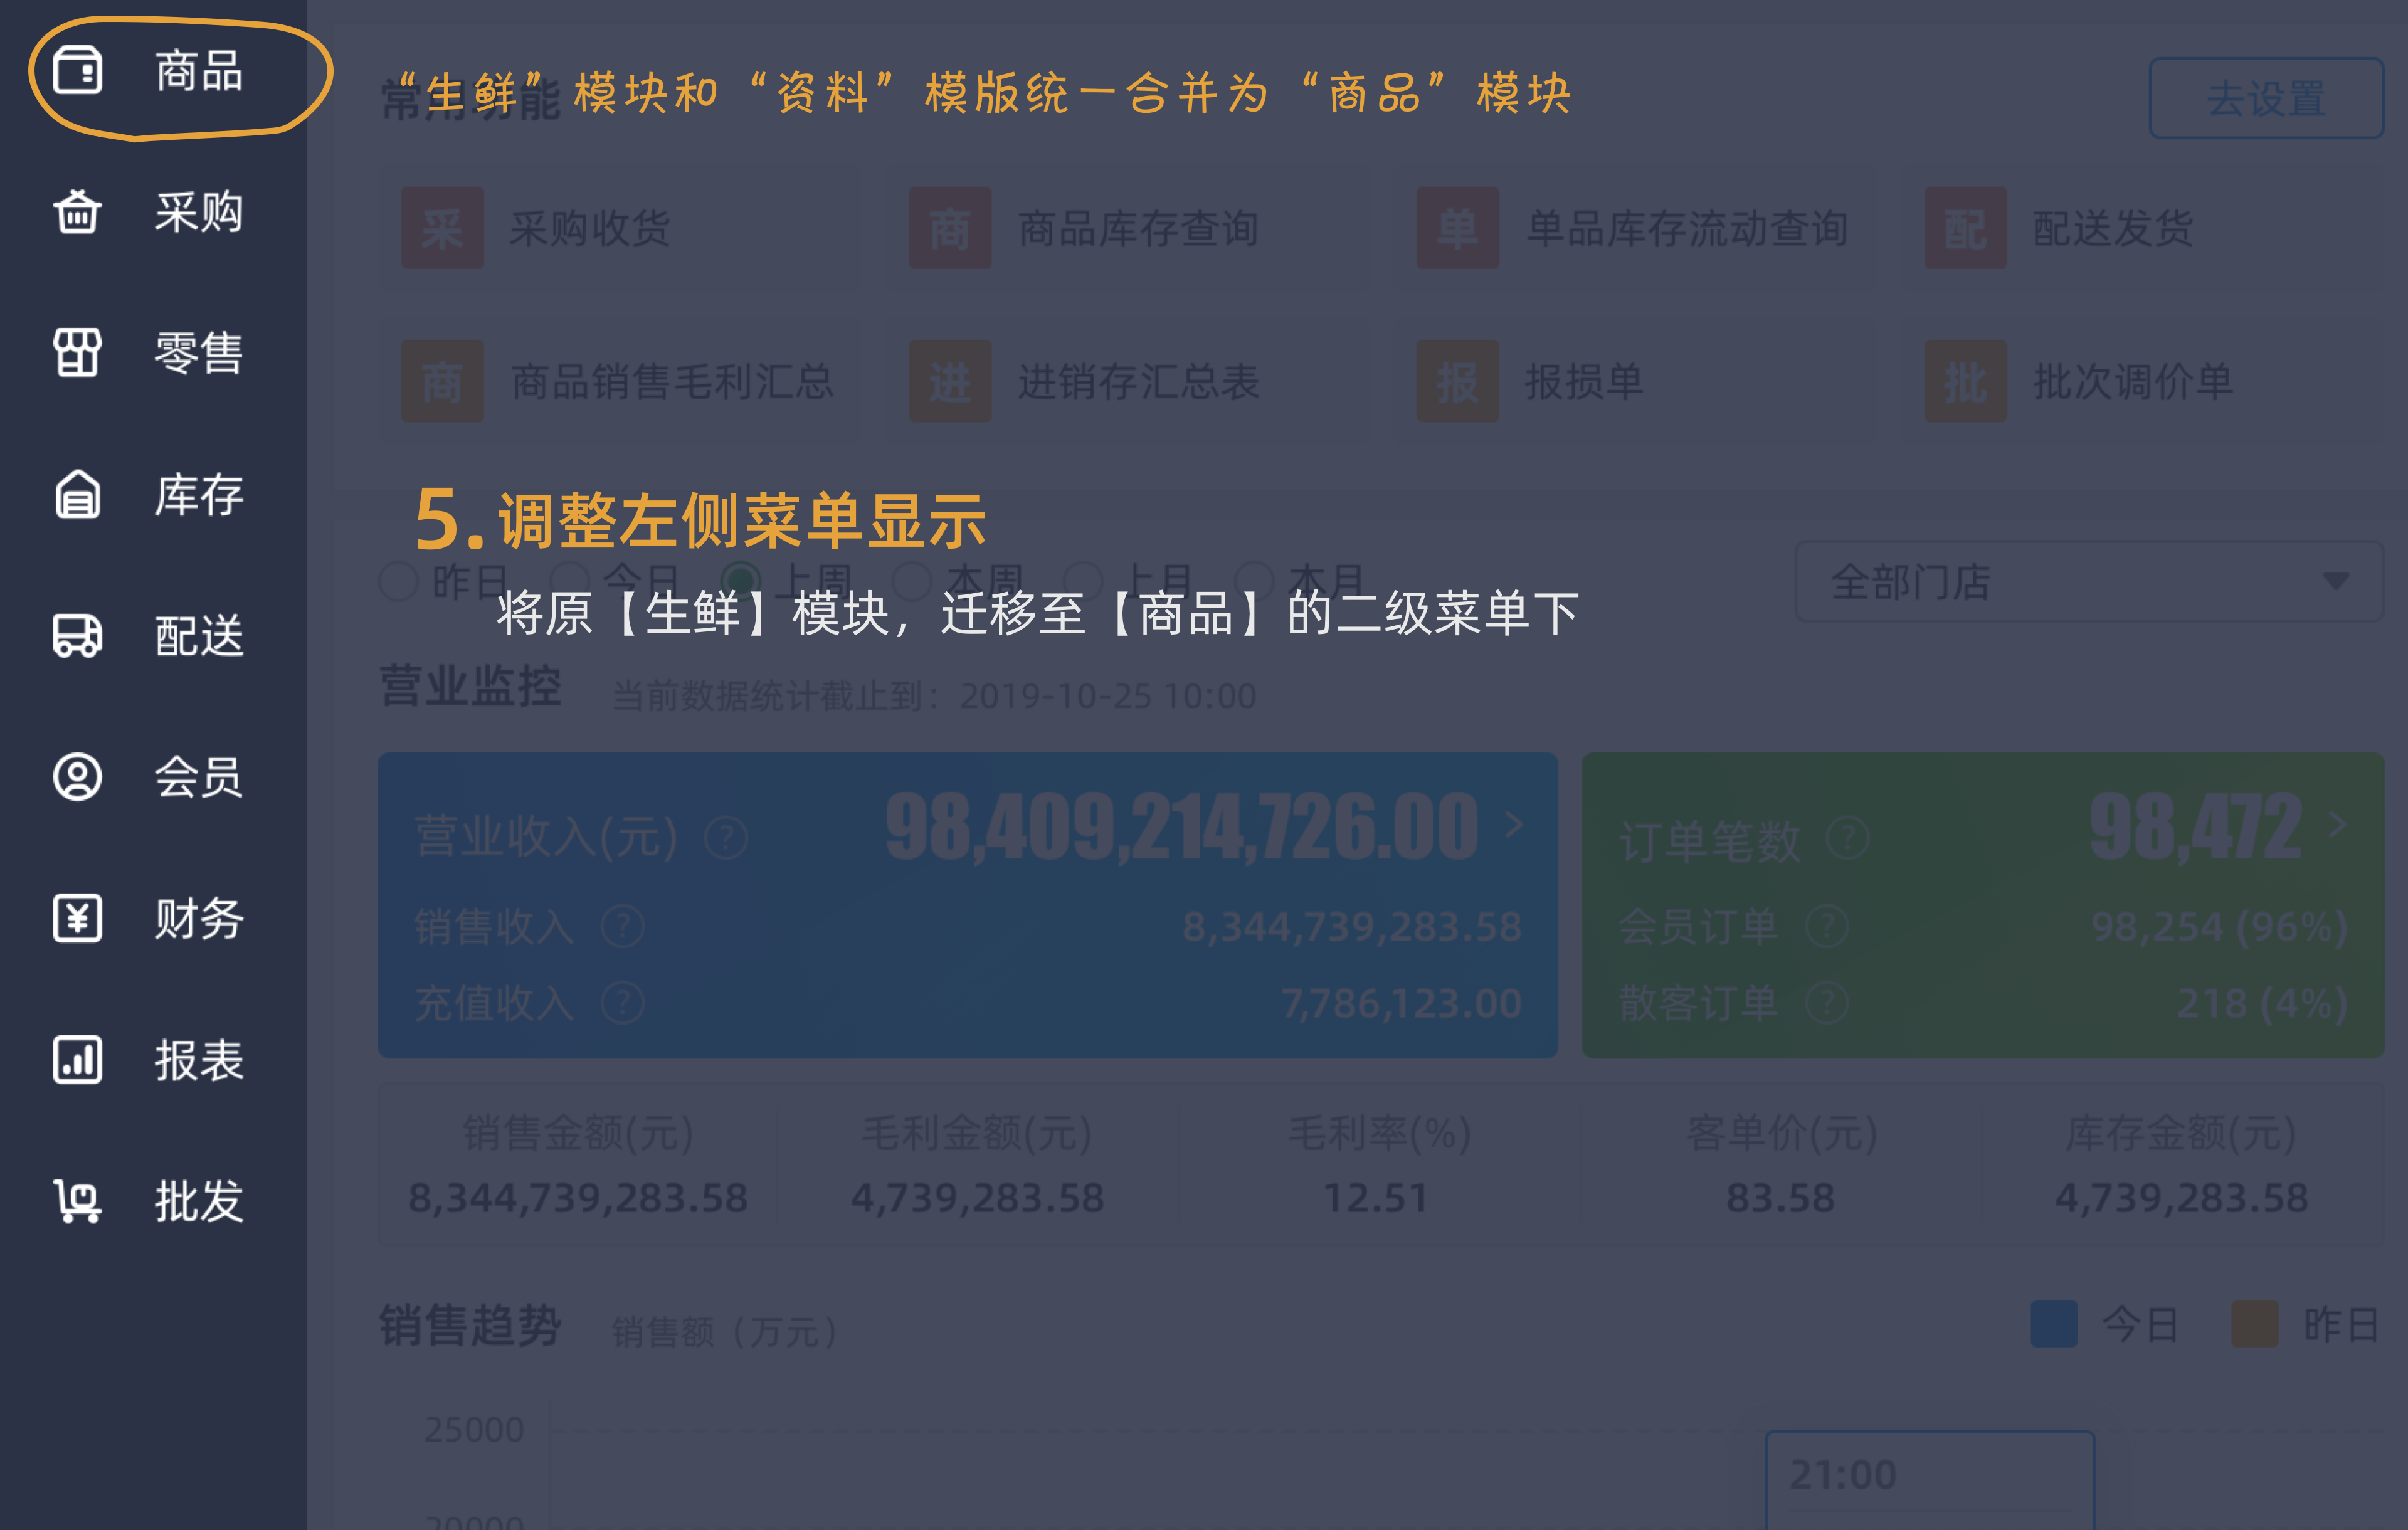 商品
采购
零售
库存
配送
会员
财务
报表
批发
“生鲜”模块和“资料”模版统一合并为“商品”模块
常用功能
去设置
采 采购收货
商 商品库存查询
单 单品库存流动查询
配 配送发货
商 商品销售毛利汇总
进 进销存汇总表
报 报损单
批 批次调价单
5.调整左侧菜单显示
昨日 今日 上周 本周 上月 本月
全部门店
将原【生鲜】模块，迁移至【商品】的二级菜单下
营业监控 当前数据统计截止到：2019-10-25 10:00
营业收入(元) ? 98,409,214,726.00 >
销售收入 ? 8,344,739,283.58
充值收入 ? 7,786,123.00
订单笔数 ? 98,472 >
会员订单 ? 98,254 (96%)
散客订单 ? 218 (4%)
销售金额(元) 毛利金额(元) 毛利率(%) 客单价(元) 库存金额(元)
8,344,739,283.58 4,739,283.58 12.51 83.58 4,739,283.58
销售趋势 销售额（万元）
今日 昨日
25000
21:00